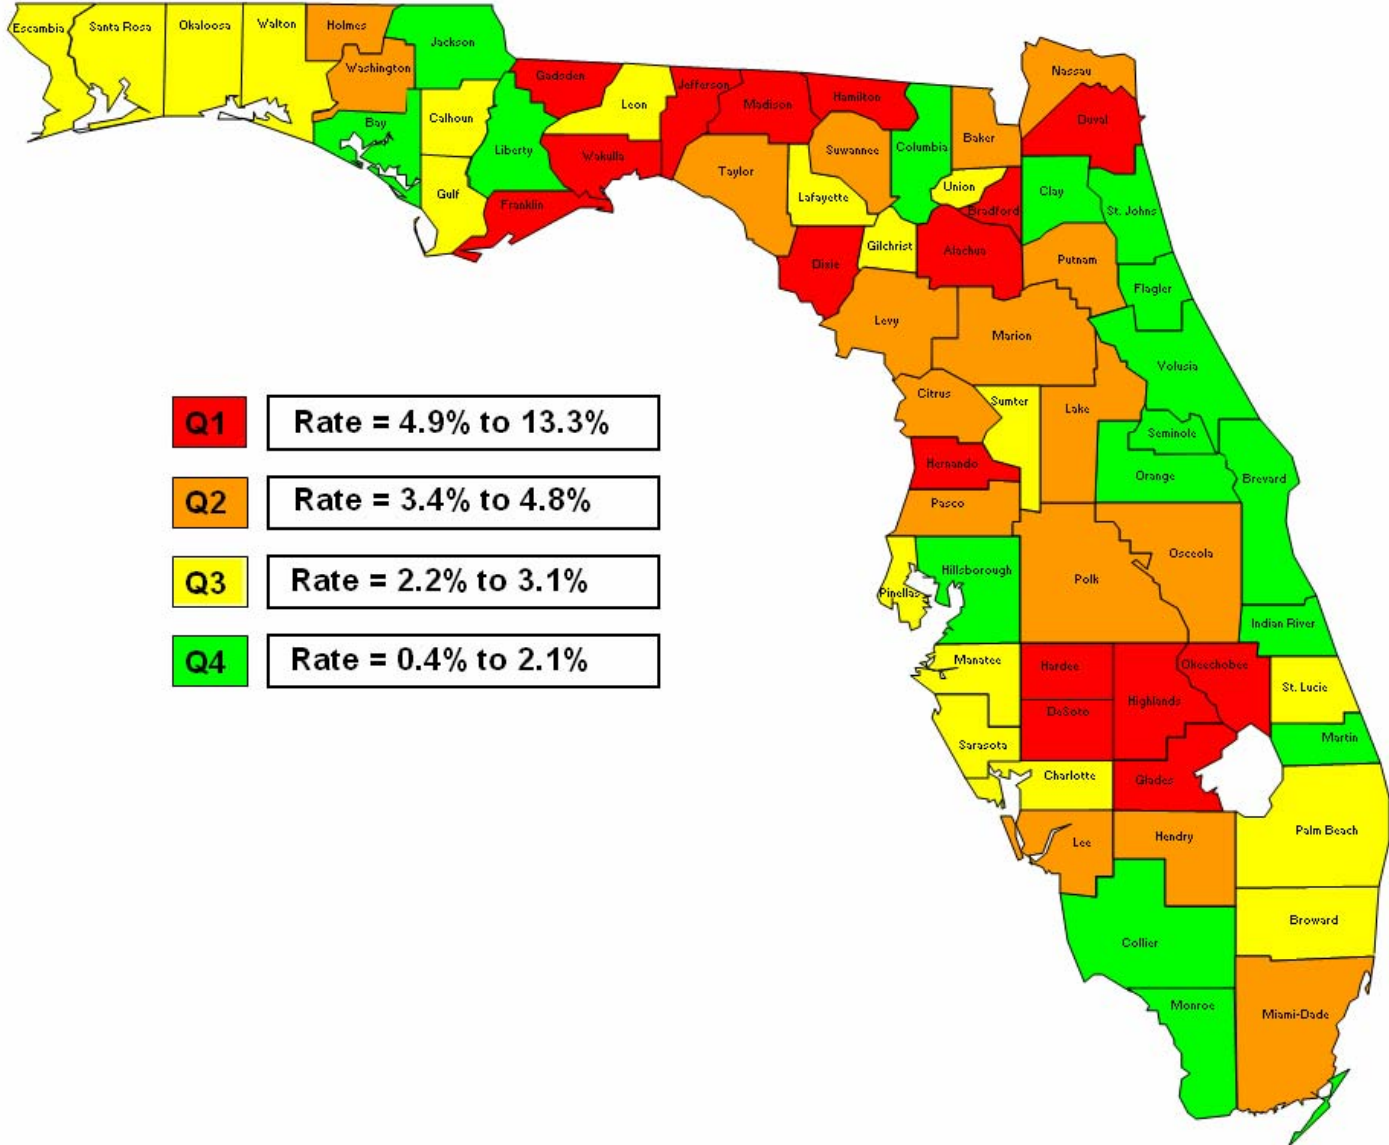 Escambia
Santa Rosa
Okaloosa
Walton
Holmes
Jackson
Washington
Bay
Calhoun
Gulf
Liberty
Gadsden
Leon
Wakulla
Franklin
Jefferson
Madison
Hamilton
Taylor
Suwannee
Lafayette
Columbia
Baker
Nassau
Duval
Union
Bradford
Clay
St. Johns
Dixie
Gilchrist
Alachua
Putnam
Flagler
Levy
Marion
Volusia
Citrus
Sumter
Lake
Seminole
Orange
Brevard
Hernando
Pasco
Q1 Rate = 4.9% to 13.3%
Q2 Rate = 3.4% to 4.8%
Q3 Rate = 2.2% to 3.1%
Q4 Rate = 0.4% to 2.1%
Pinellas
Hillsborough
Polk
Osceola
Indian River
Manatee
Hardee
Highlands
Okeechobee
St. Lucie
DeSoto
Martin
Sarasota
Charlotte
Glades
Lee
Hendry
Palm Beach
Broward
Collier
Monroe
Miami-Dade